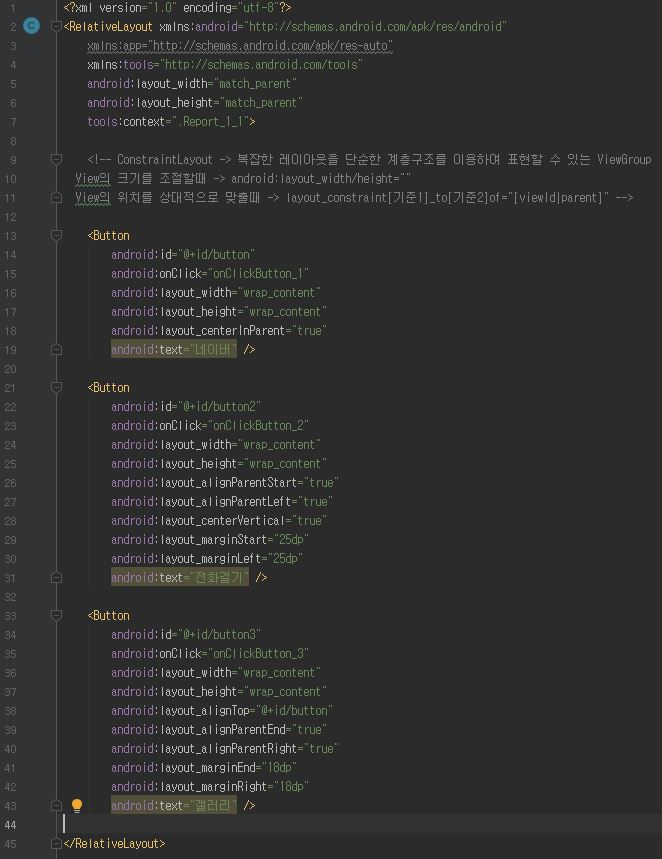 1 <?xml version="1.0" encoding="utf-8"?>
2 C <RelativeLayout xmlns:android="http://schemas.android.com/apk/res/android"
3 xmlns:app="http://schemas.android.com/apk/res-auto"
4 xmlns:tools="http://schemas.android.com/tools"
5 android:layout_width="match_parent"
6 android:layout_height="match_parent"
7 tools:context=".Report_1_1">
8
9 <!-- ConstraintLayout -> 복잡한 레이아웃을 단순한 계층구조를 이용하여 표현할 수 있는 ViewGroup
10 View의 크기를 조절할때 -> android:layout_width/height=""
11 View의 위치를 상대적으로 맞출때 -> layout_constraint[기준1]_to[기준2]of="[viewId|parent]" -->
12
13 <Button
14 android:id="@+id/button"
15 android:onClick="onClickButton_1"
16 android:layout_width="wrap_content"
17 android:layout_height="wrap_content"
18 android:layout_centerInParent="true"
19 android:text="네이버" />
20
21 <Button
22 android:id="@+id/button2"
23 android:onClick="onClickButton_2"
24 android:layout_width="wrap_content"
25 android:layout_height="wrap_content"
26 android:layout_alignParentStart="true"
27 android:layout_alignParentLeft="true"
28 android:layout_centerVertical="true"
29 android:layout_marginStart="25dp"
30 android:layout_marginLeft="25dp"
31 android:text="전화걸기" />
32
33 <Button
34 android:id="@+id/button3"
35 android:onClick="onClickButton_3"
36 android:layout_width="wrap_content"
37 android:layout_height="wrap_content"
38 android:layout_alignTop="@+id/button"
39 android:layout_alignParentEnd="true"
40 android:layout_alignParentRight="true"
41 android:layout_marginEnd="18dp"
42 android:layout_marginRight="18dp"
43 android:text="갤러리" />
44
45 </RelativeLayout>